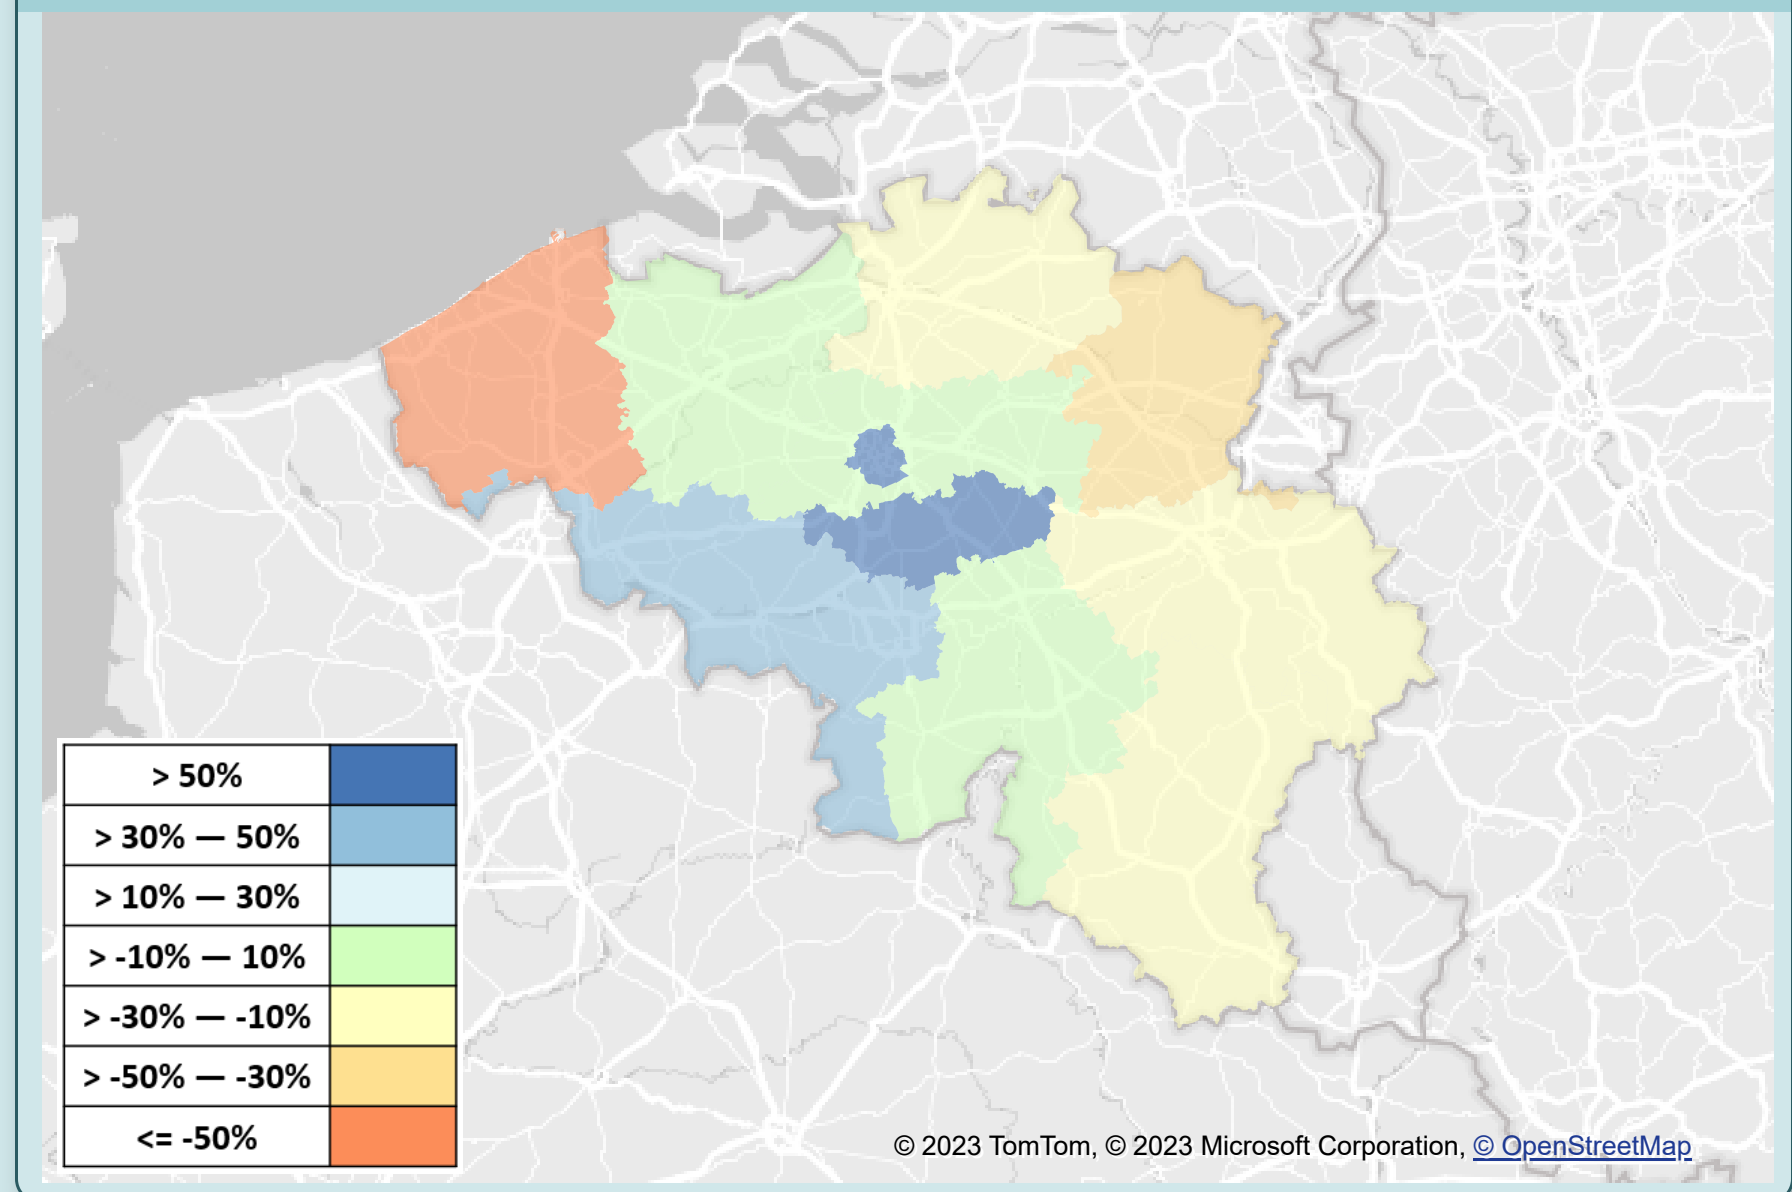 > 50%
> 30% — 50%
> 10% — 30%
> -10% — 10%
> -30% — -10%
> -50% — -30%
<= -50%
© 2023 TomTom, © 2023 Microsoft Corporation, © OpenStreetMap